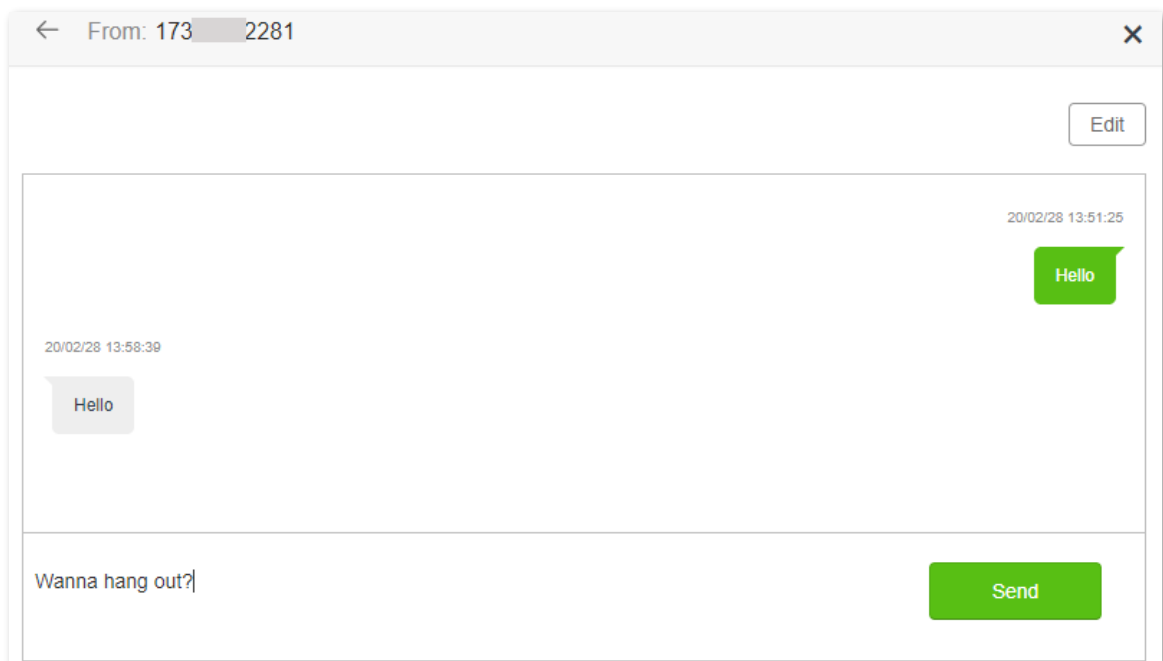 From: 173 2281
Edit
20/02/28 13:51:25
Hello
20/02/28 13:58:39
Hello
Wanna hang out?
Send